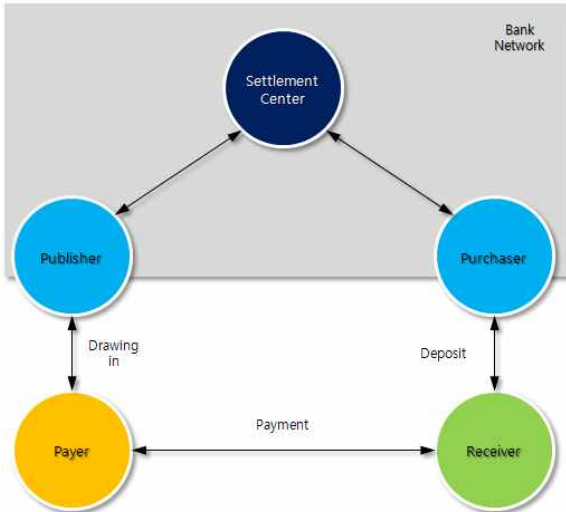 Bank
Network
Settlement
Center
Publisher
Purchaser
Drawing
in
Deposit
Payment
Payer
Receiver